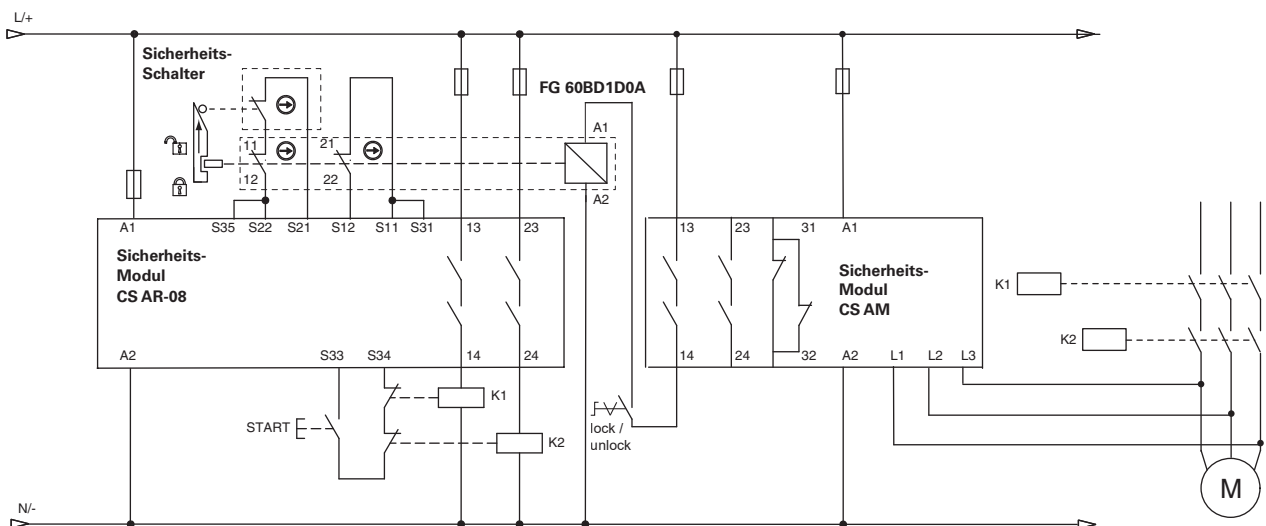 L/+
Sicherheits-
Schalter
FG 60BD1D0A
A1
11
21
12
22
A2
A1
S35
S22
S21
S12
S11
S31
13
23
13
23
31
A1
Sicherheits-
Modul
CS AR-08
Sicherheits-
Modul
CS AM
K1
K2
A2
S33
S34
14
24
14
24
32
A2
L1
L2
L3
K1
START
K2
lock /
unlock
M
N/-